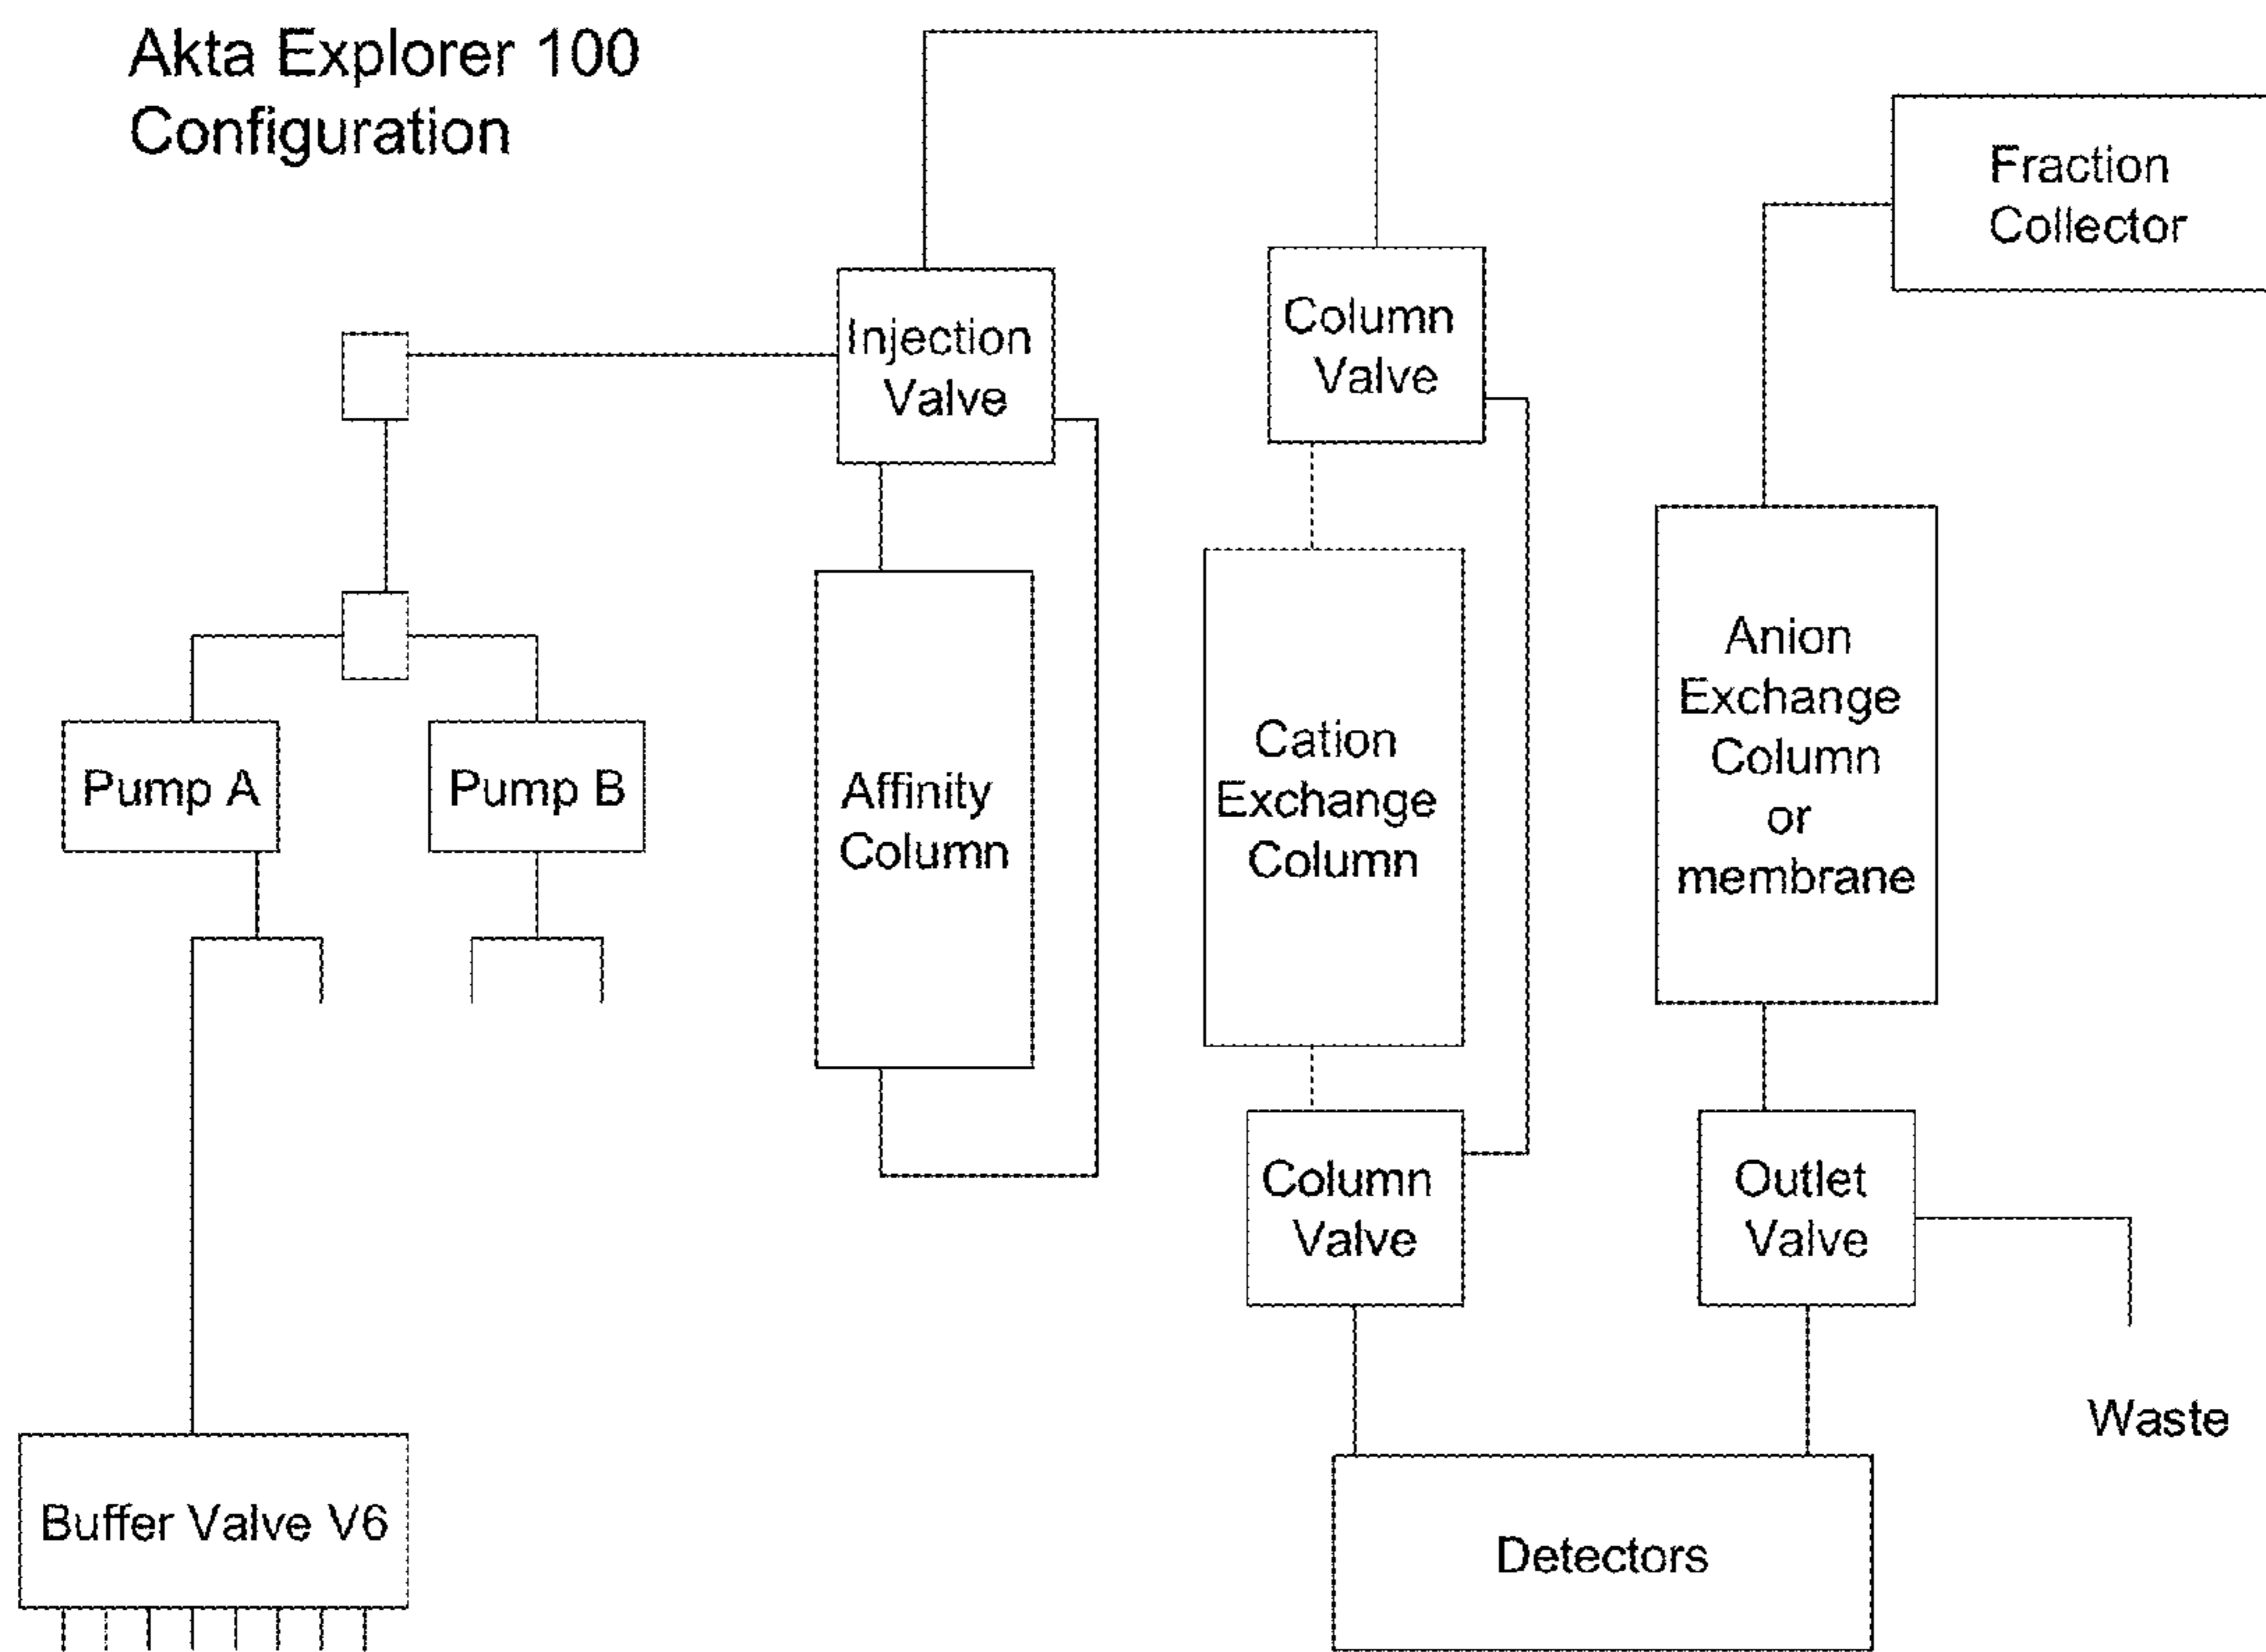 Akta Explorer 100
Configuration
Fraction
Collector
Injection
Valve
Column
Valve
Pump A
Pump B
Affinity
Column
Cation
Exchange
Column
Anion
Exchange
Column
or
membrane
Column
Valve
Outlet
Valve
Waste
Buffer Valve V6
Detectors